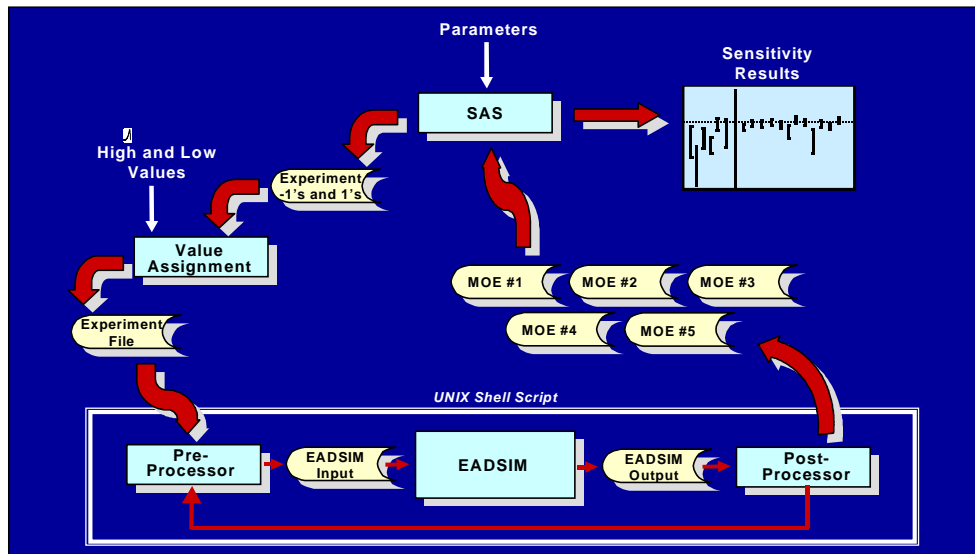 Parameters
SAS
Sensitivity
Results
High and Low
Values
Experiment
-1's and 1's
Value
Assignment
Experiment
File
MOE #1
MOE #2
MOE #3
MOE #4
MOE #5
UNIX Shell Script
Pre-
Processor
EADSIM
Input
EADSIM
EADSIM
Output
Post-
Processor